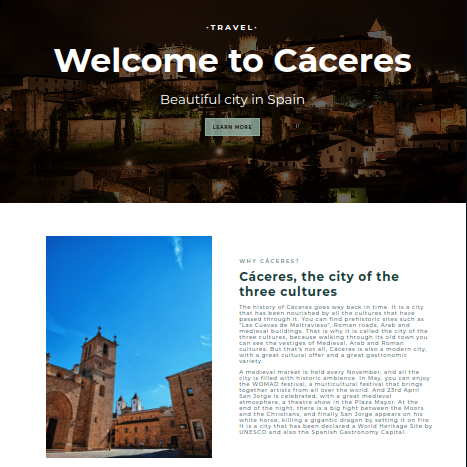 ·TRAVEL·
Welcome to Cáceres
Beautiful city in Spain
LEARN MORE
WHY CÁCERES?
Cáceres, the city of the
three cultures
The history of Cáceres goes way back in time. It is a city
that has been nourished by all the cultures that have
passed through it. You can find prehistoric sites such as
"Las Cuevas de Maltravieso", Roman roads, Arab and
medieval buildings. That is why it is called the city of the
three cultures, because walking through its old town you
can see the vestiges of Medieval, Arab and Roman
cultures. But that's not all, Cáceres is also a modern city,
with a great cultural offer and a great gastronomic
variety.
A medieval market is held every November, and all the
city is filled with historic ambience. In May, you can enjoy
the WOMAD festival, a multicultural festival that brings
together artists from all over the world. And 23rd April
San Jorge is celebrated, with a great medieval
atmosphere, a theatre show in the Plaza Mayor. At the
end of the night, there is a big fight between the Moors
and the Christians, and finally San Jorge appears on his
white horse, killing a gigantic dragon by setting it on fire.
It is a city that has been declared a World Heritage Site by
UNESCO and also the Spanish Gastronomy Capital.